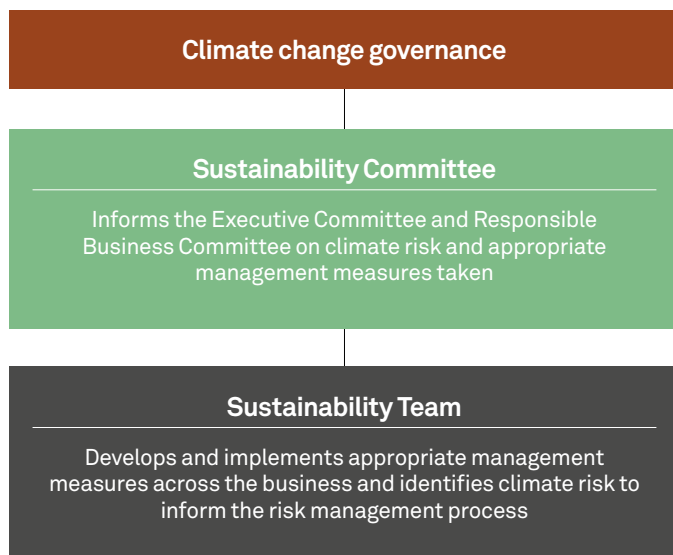 Climate change governance
Sustainability Committee
Informs the Executive Committee and Responsible
Business Committee on climate risk and appropriate
management measures taken
Sustainability Team
Develops and implements appropriate management
measures across the business and identifies climate risk to
inform the risk management process